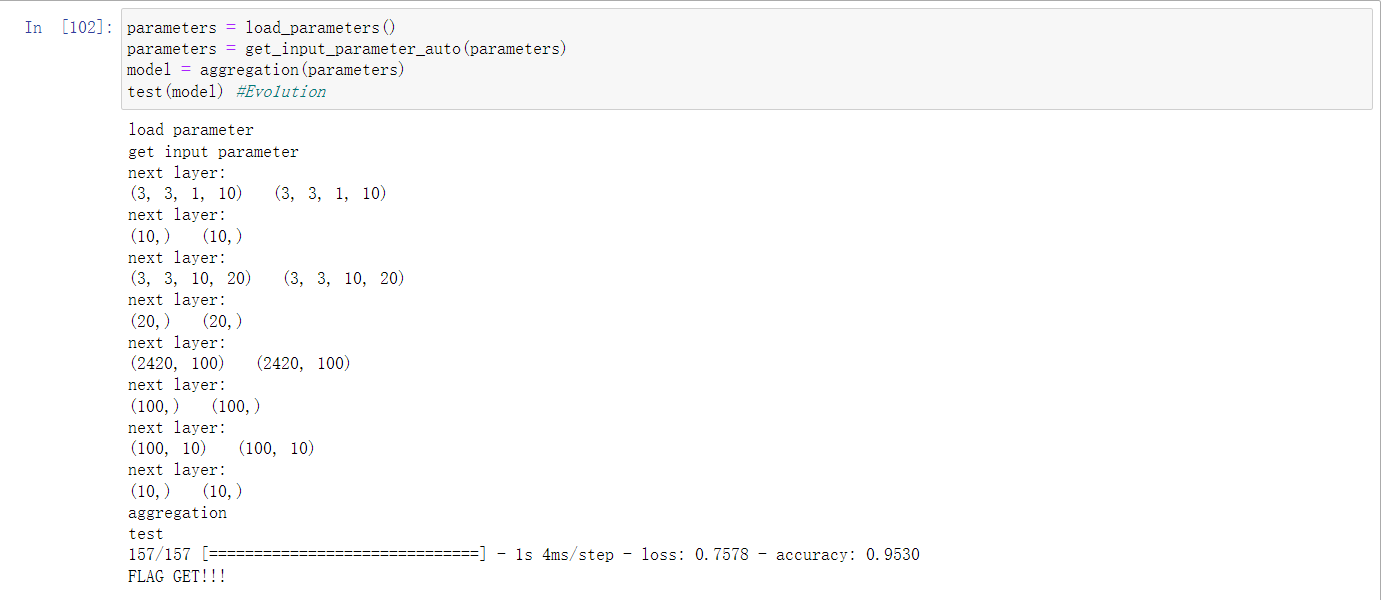 In [102]: parameters = load_parameters()
parameters = get_input_parameter_auto(parameters)
model = aggregation(parameters)
test(model) #Evolution
load parameter
get input parameter
next layer:
(3, 3, 1, 10) (3, 3, 1, 10)
next layer:
(10,) (10,)
next layer:
(3, 3, 10, 20) (3, 3, 10, 20)
next layer:
(20,) (20,)
next layer:
(2420, 100) (2420, 100)
next layer:
(100,) (100,)
next layer:
(100, 10) (100, 10)
next layer:
(10,) (10,)
aggregation
test
157/157 [==============================] - 1s 4ms/step - loss: 0.7578 - accuracy: 0.9530
FLAG GET!!!